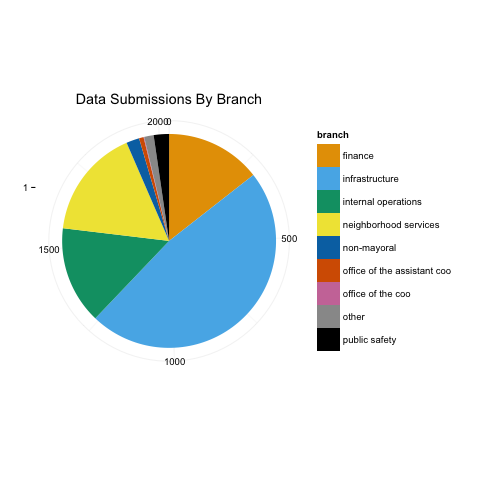 Data Submissions By Branch
2000
0
500
1000
1500
1
branch
finance
infrastructure
internal operations
neighborhood services
non-mayoral
office of the assistant coo
office of the coo
other
public safety